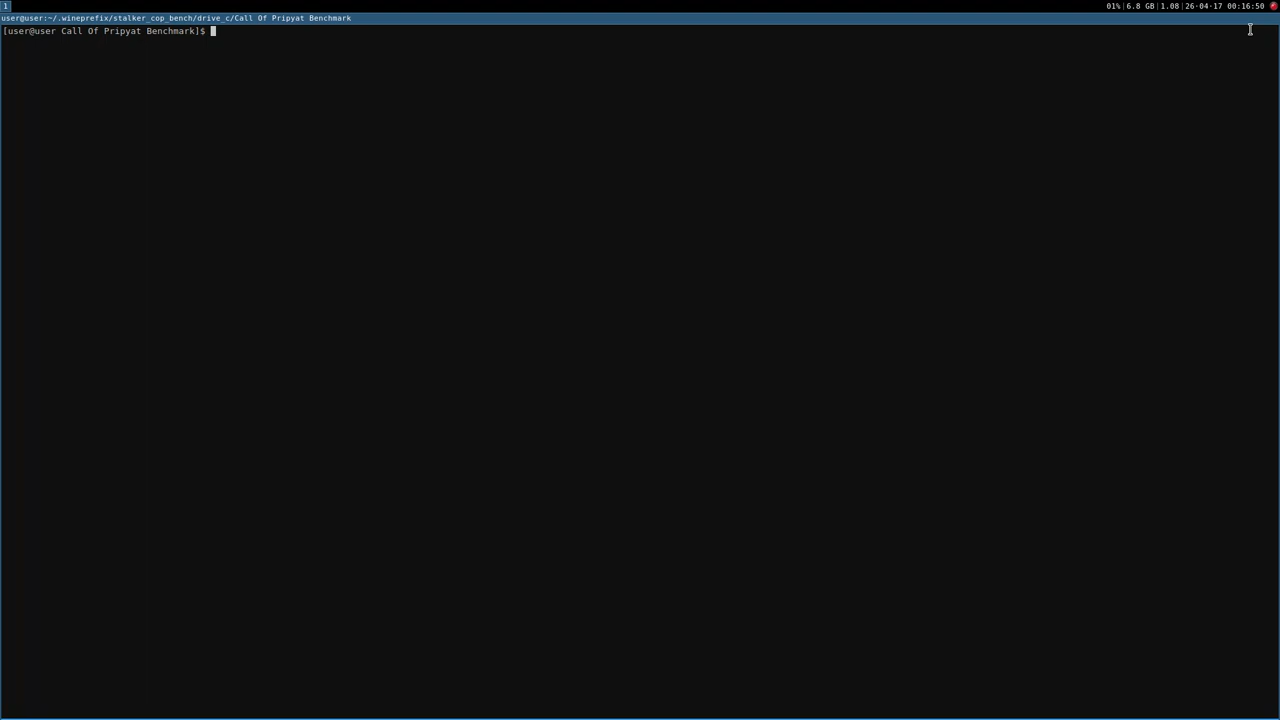 1 01%|6.8 GB|1.08|26-04-17 00:16:50
user@user:~/.wineprefix/stalker_cop_bench/drive_c/Call Of Pripyat Benchmark
[user@user Call Of Pripyat Benchmark]$